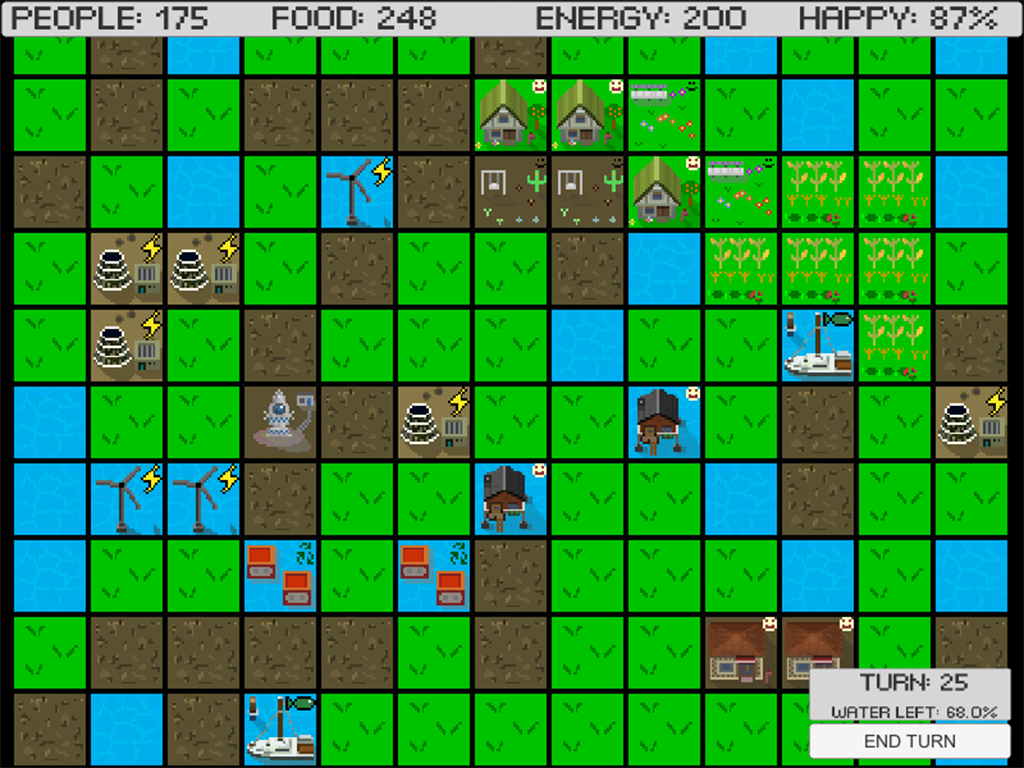 PEOPLE: 175 FOOD: 248 ENERGY: 200 HAPPY: 87%
TURN: 25
WATER LEFT: 68.0%
END TURN